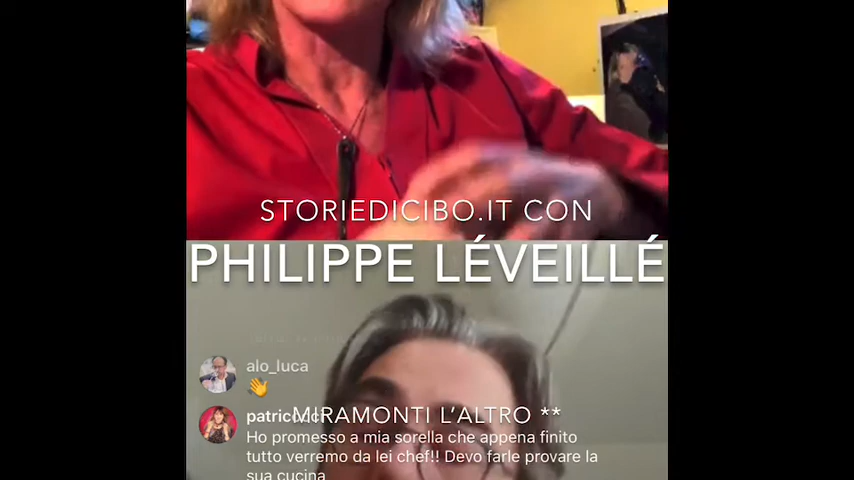 STORIEDICIBO.IT CON
PHILIPPE LÉVEILLÉ
alo_luca
MIRAMONTI L'ALTRO **
Ho promesso a mia sorella che appena finito
tutto verremo da lei chef!! Devo farle provare la
sua cucina